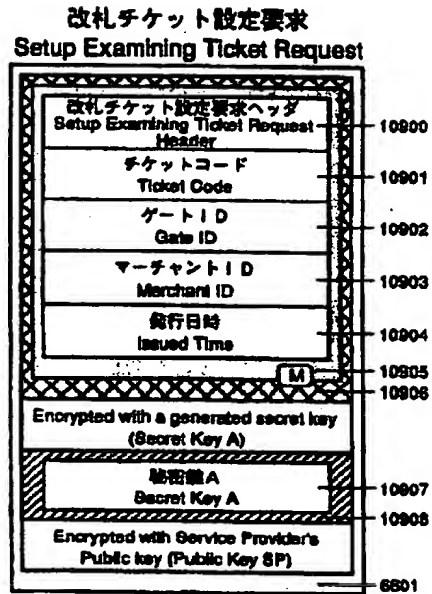 改札チケット設定要求
Setup Examining Ticket Request
改札チケット設定要求ヘッダ
Setup Examining Ticket Request
Header
10900
チケットコード
Ticket Code
10901
ゲートID
Gate ID
10902
マーチャントID
Merchant ID
10903
発行日時
Issued Time
10904
M
10905
10906
Encrypted with a generated secret key
(Secret Key A)
秘密鍵A
Secret Key A
10907
10908
Encrypted with Service Provider's
Public key (Public Key SP)
6601